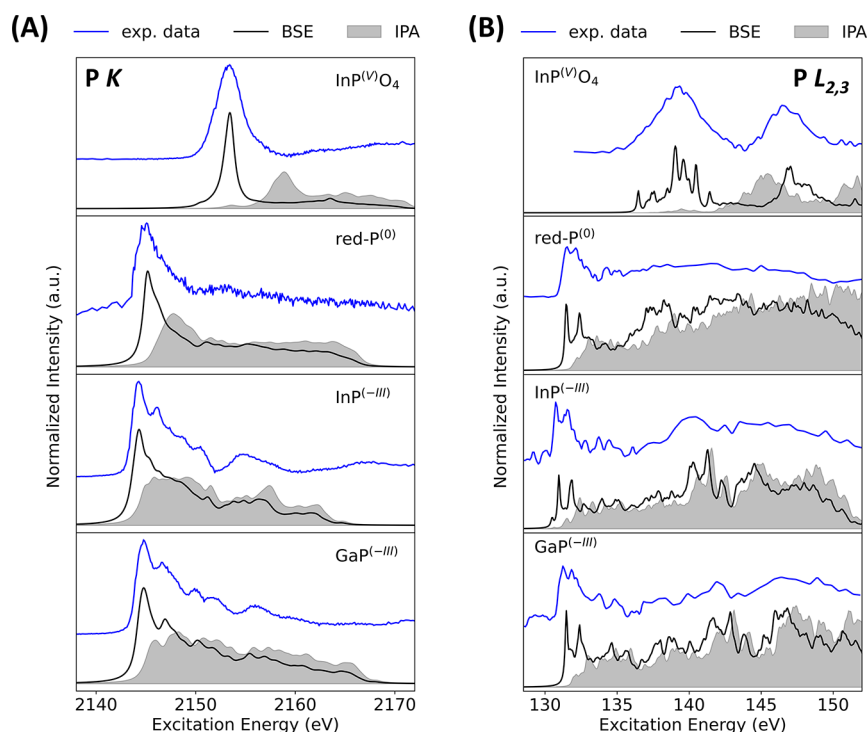 (A)
exp. data BSE IPA
P K
InP(V)O4
red-P(0)
InP(−III)
GaP(−III)
Normalized Intensity (a.u.)
2140 2150 2160 2170
Excitation Energy (eV)
(B)
exp. data BSE IPA
InP(V)O4
P L2,3
red-P(0)
InP(−III)
GaP(−III)
Normalized Intensity (a.u.)
130 135 140 145 150
Excitation Energy (eV)